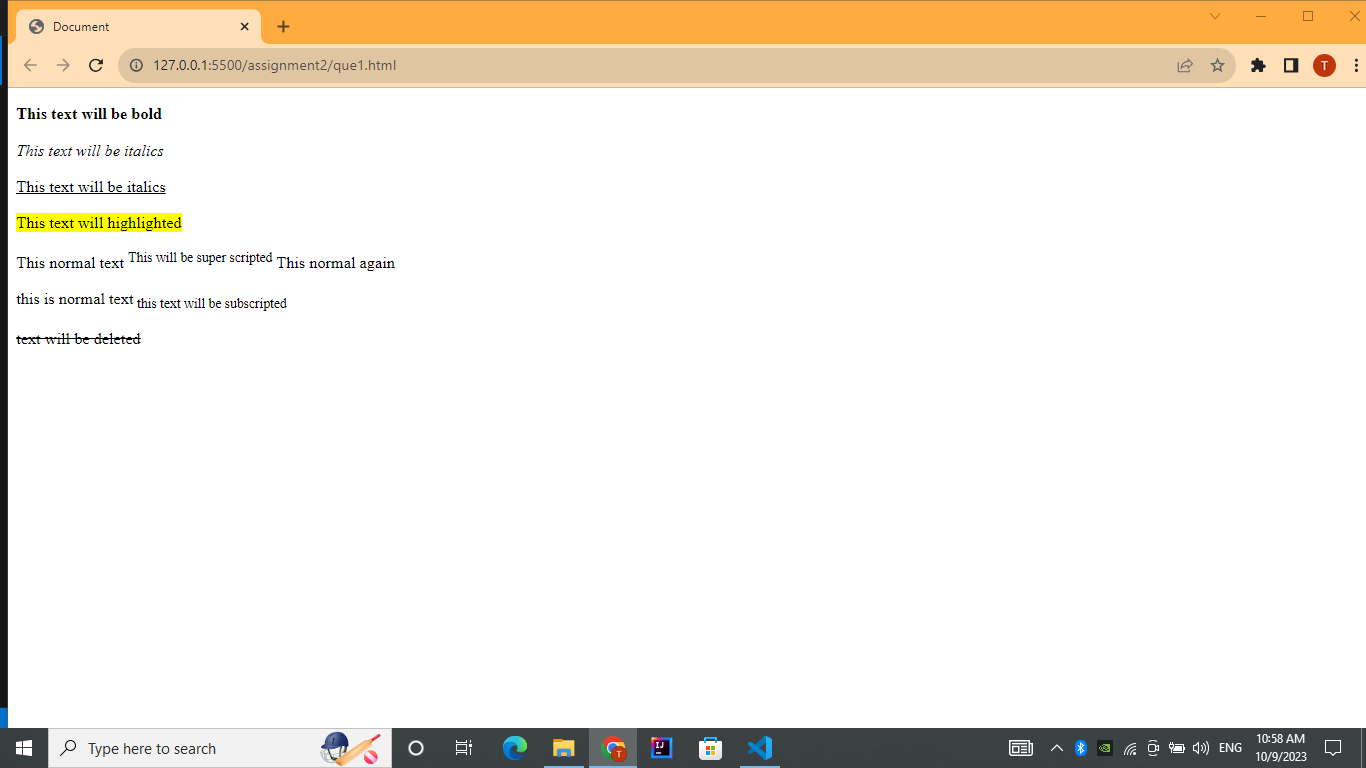 Document
127.0.0.1:5500/assignment2/que1.html
T
This text will be bold
This text will be italics
This text will be italics
This text will highlighted
This normal text This will be super scripted This normal again
this is normal text this text will be subscripted
text will be deleted
Type here to search
T
IJ
ENG
10:58 AM
10/9/2023